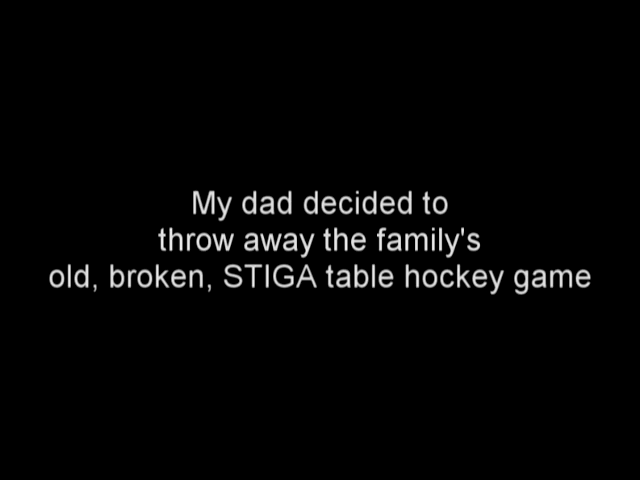 My dad decided to
throw away the family's
old, broken, STIGA table hockey game